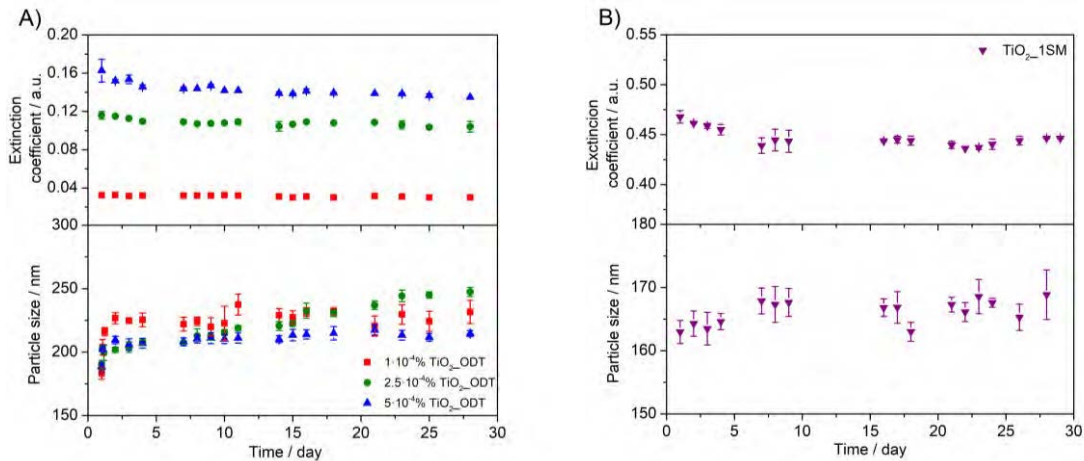 A)
0.20
0.16
0.12
0.08
0.04
300
Extinction
coefficient / a.u.
250
200
150
Particle size / nm
1·10⁻⁴% TiO₂_ODT
2.5·10⁻⁴% TiO₂_ODT
5·10⁻⁴% TiO₂_ODT
0 5 10 15 20 25 30
Time / day
B)
0.55
0.50
0.45
0.40
180
Exctincion
coefficient / a.u.
TiO₂_1SM
170
160
150
Particle size / nm
0 5 10 15 20 25 30
Time / day